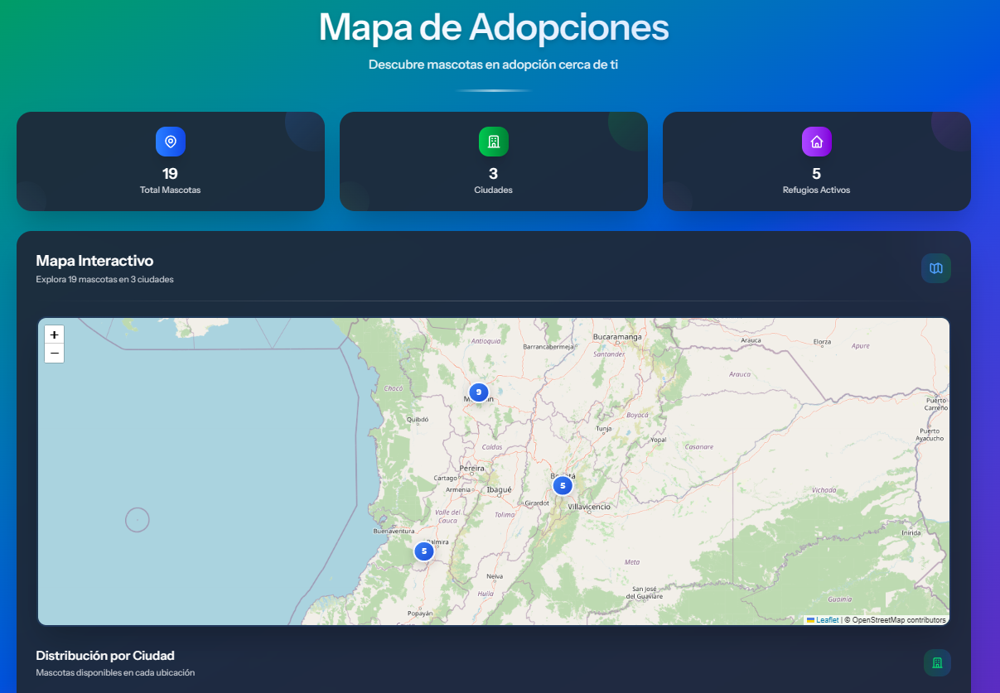 Mapa de Adopciones
Descubre mascotas en adopción cerca de ti
19
Total Mascotas
3
Ciudades
5
Refugios Activos
Mapa Interactivo
Explora 19 mascotas en 3 ciudades
+
−
Antioquia
Barrancabermeja
Bucaramanga
Santander
Arauca
Elorza
Apure
Arauca
Chocó
9
Quibdó
Boyacá
Tunja
Yopal
Casanare
Puerto
Carreño
Puerto
Ayacucho
Caldas
Pereira
Cartago
Armenia
Ibagué
5
Girardot
Villavicencio
Vichada
Valle del
Cauca
Tolima
Buenaventura
Palmira
5
Inírida
Meta
Neiva
Huila
San José
del Guaviare
Guainía
Popayán
Leaflet | © OpenStreetMap contributors
Distribución por Ciudad
Mascotas disponibles en cada ubicación